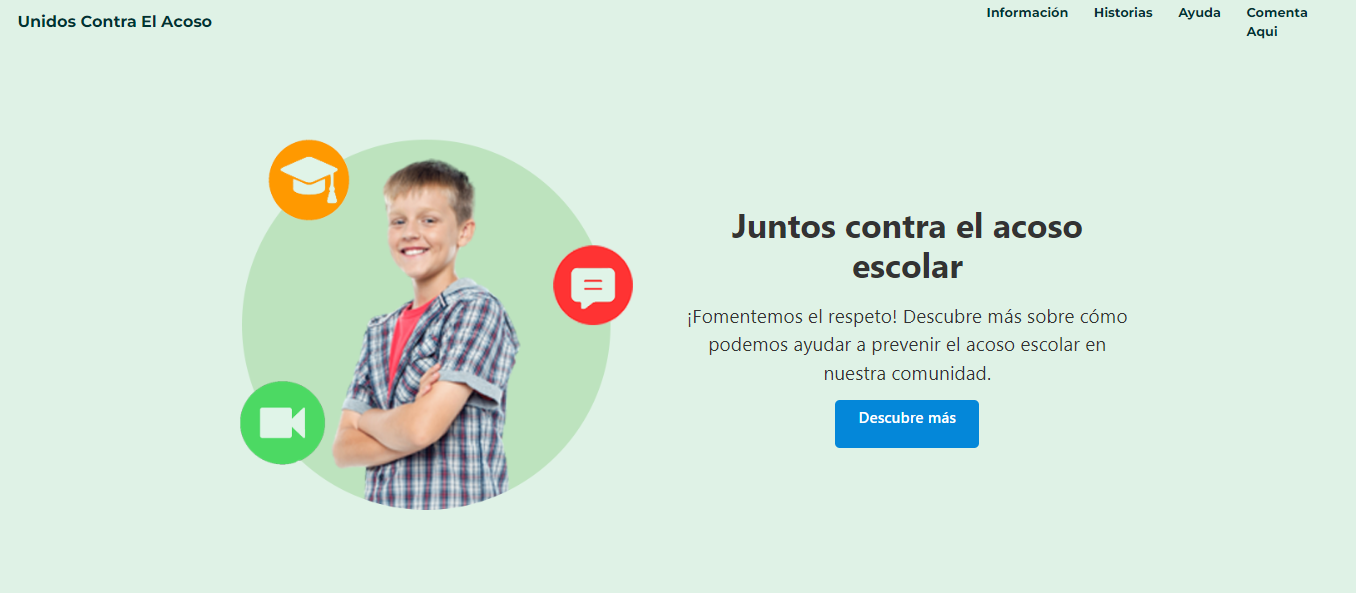 Unidos Contra El Acoso
Información Historias Ayuda Comenta
Aqui
Juntos contra el acoso
escolar
¡Fomentemos el respeto! Descubre más sobre cómo
podemos ayudar a prevenir el acoso escolar en
nuestra comunidad.
Descubre más